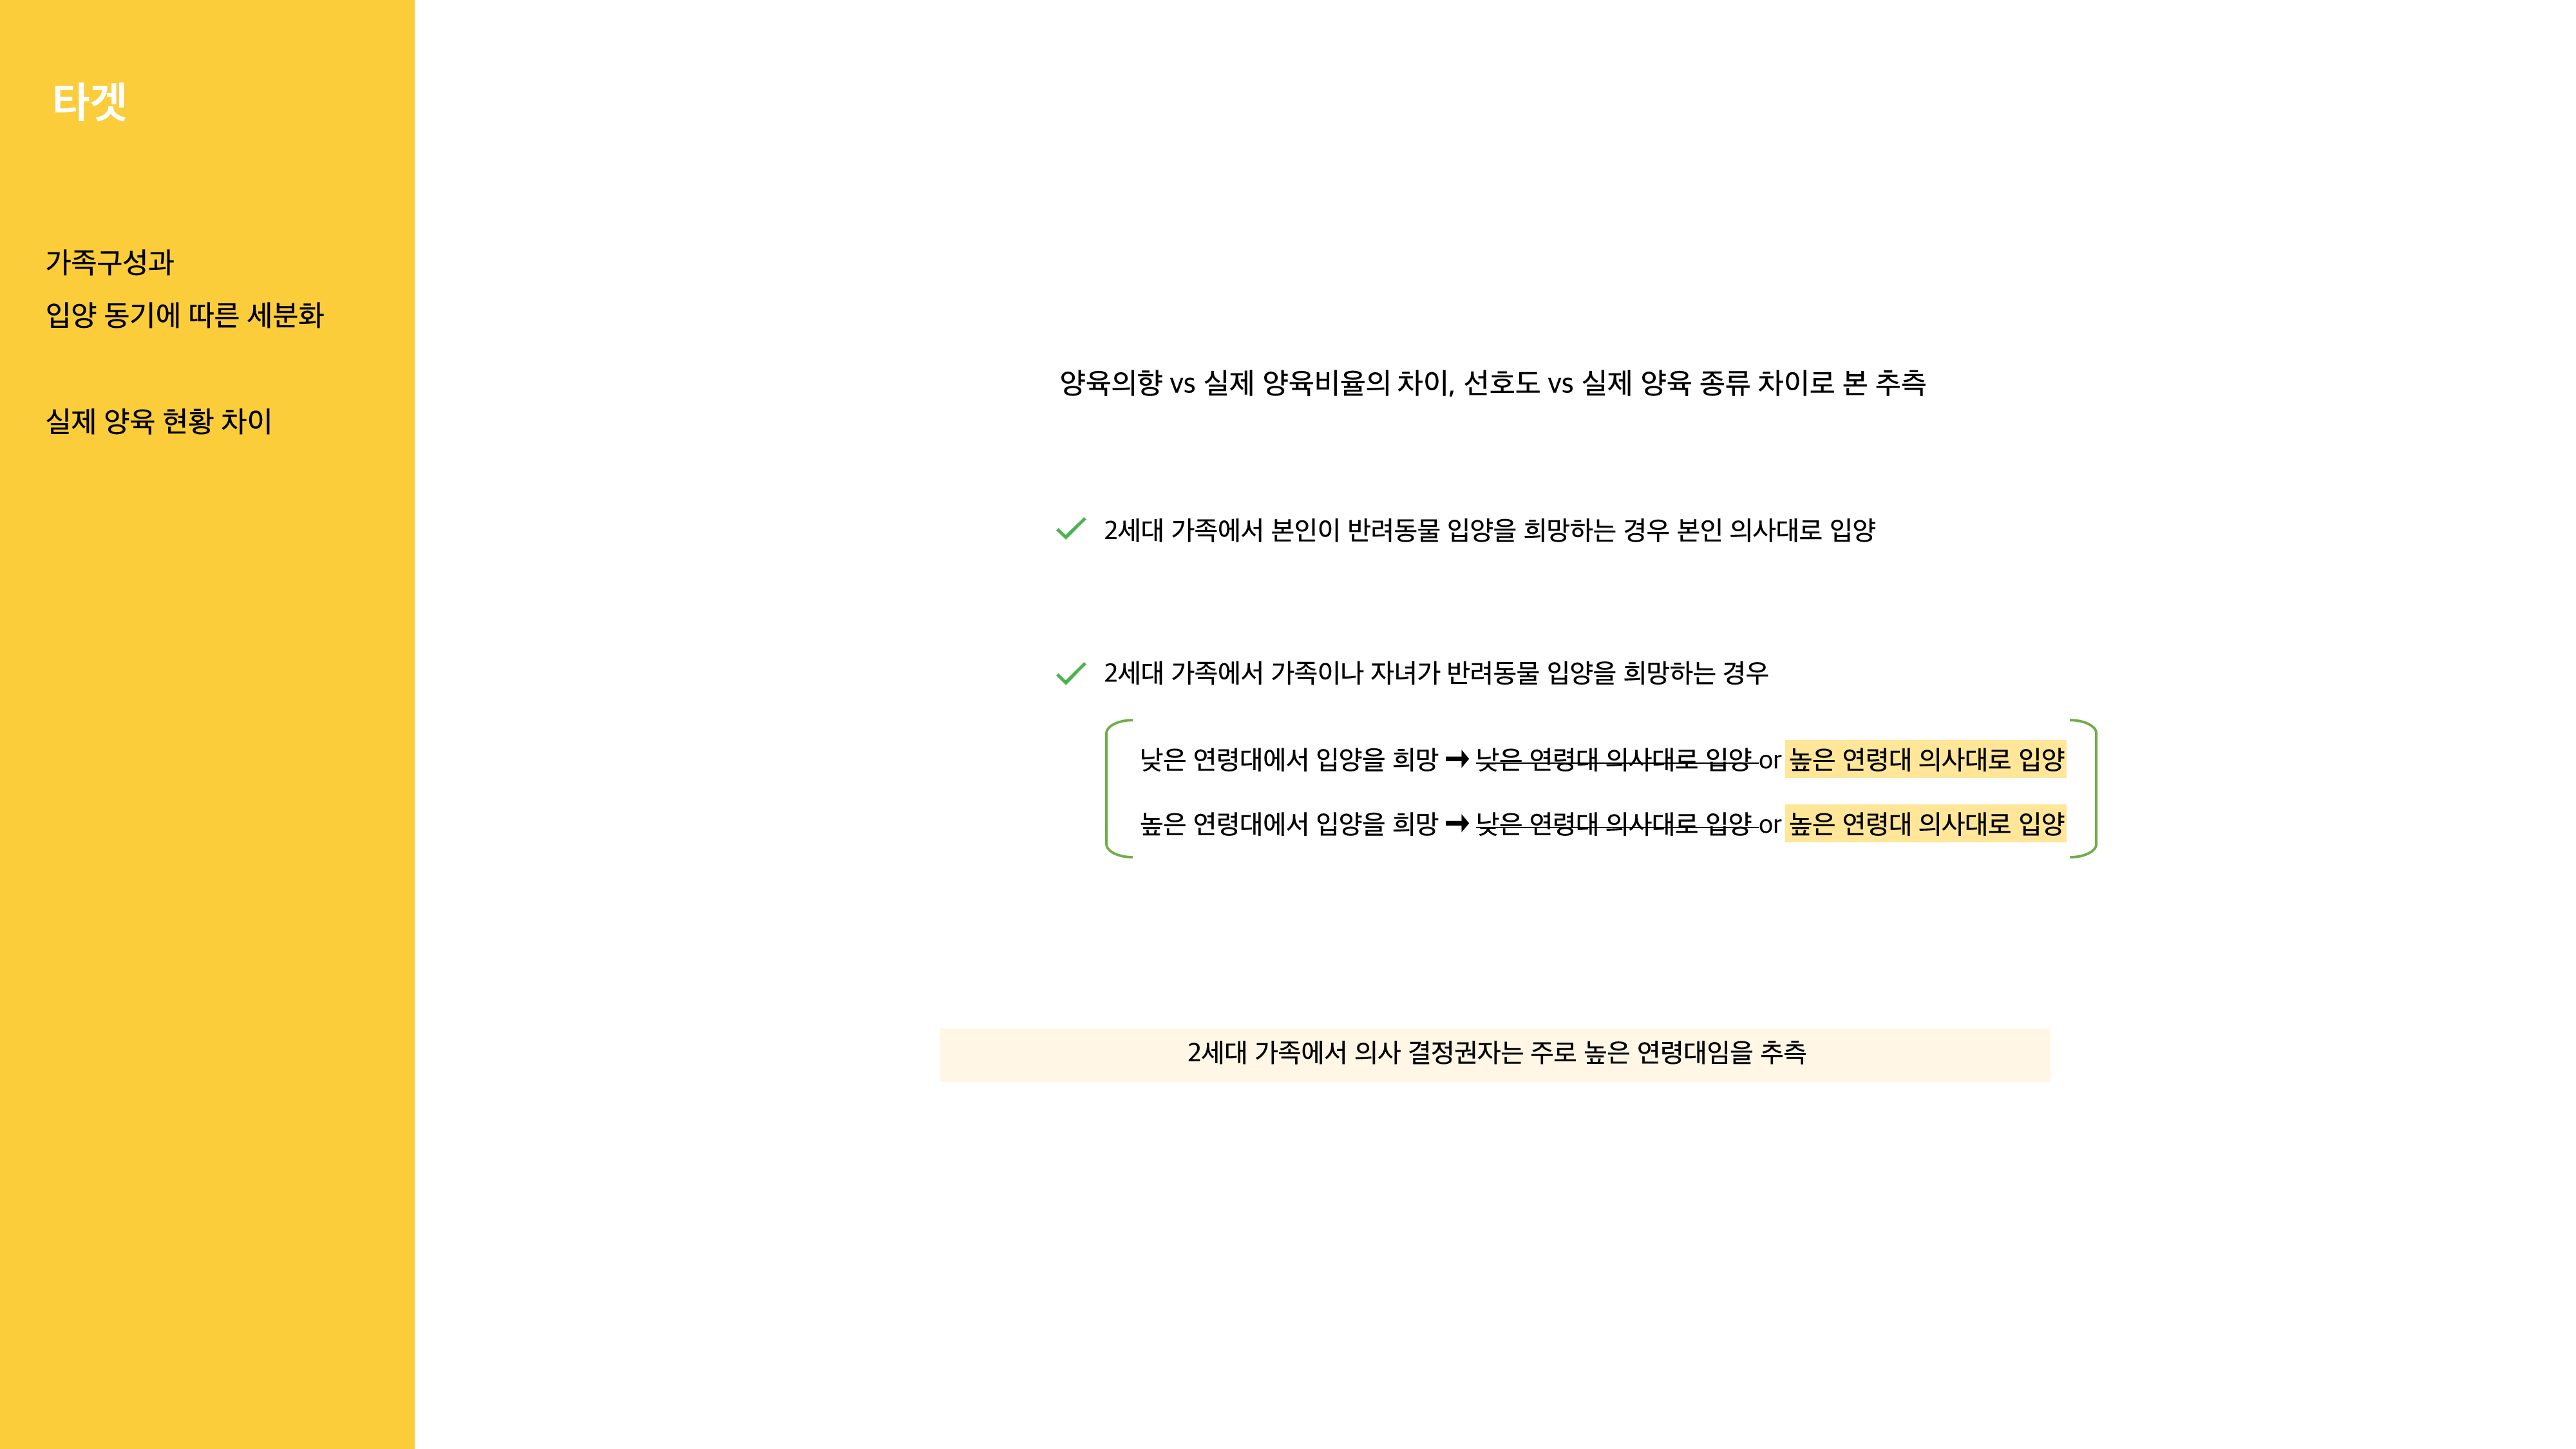 타겟
가족구성과
입양 동기에 따른 세분화
실제 양육 현황 차이
양육의향 vs 실제 양육비율의 차이, 선호도 vs 실제 양육 종류 차이로 본 추측
2세대 가족에서 본인이 반려동물 입양을 희망하는 경우 본인 의사대로 입양
2세대 가족에서 가족이나 자녀가 반려동물 입양을 희망하는 경우
낮은 연령대에서 입양을 희망 ➞ 낮은 연령대 의사대로 입양 or 높은 연령대 의사대로 입양
높은 연령대에서 입양을 희망 ➞ 낮은 연령대 의사대로 입양 or 높은 연령대 의사대로 입양
2세대 가족에서 의사 결정권자는 주로 높은 연령대임을 추측